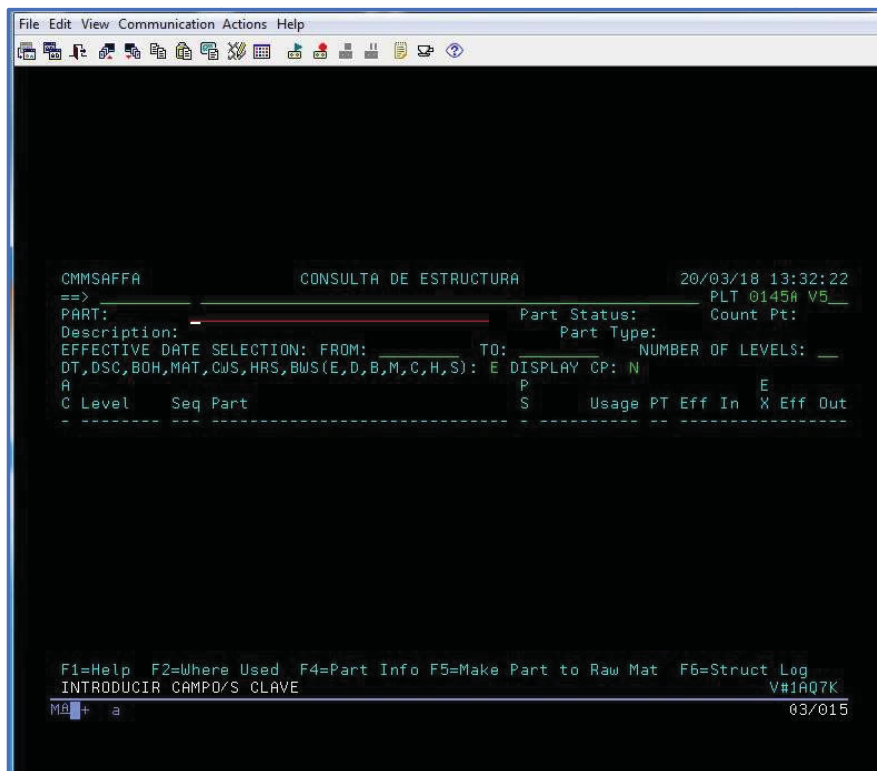 File Edit View Communication Actions Help
CMMSAFFA CONSULTA DE ESTRUCTURA 20/03/18 13:32:22
==> PLT 0145A V5__
PART: Part Status: Count Pt:
Description: Part Type:
EFFECTIVE DATE SELECTION: FROM: ________ TO: ________ NUMBER OF LEVELS: __
DT,DSC,BOH,MAT,CWS,HRS,BWS(E,D,B,M,C,H,S): E DISPLAY CP: N
A P E
C Level Seq Part S Usage PT Eff In X Eff Out
- -------- --- ------------------------------ - ---------- -- -----------------
F1=Help F2=Where Used F4=Part Info F5=Make Part to Raw Mat F6=Struct Log
INTRODUCIR CAMPO/S CLAVE V#1AQ7K
MA + a 03/015